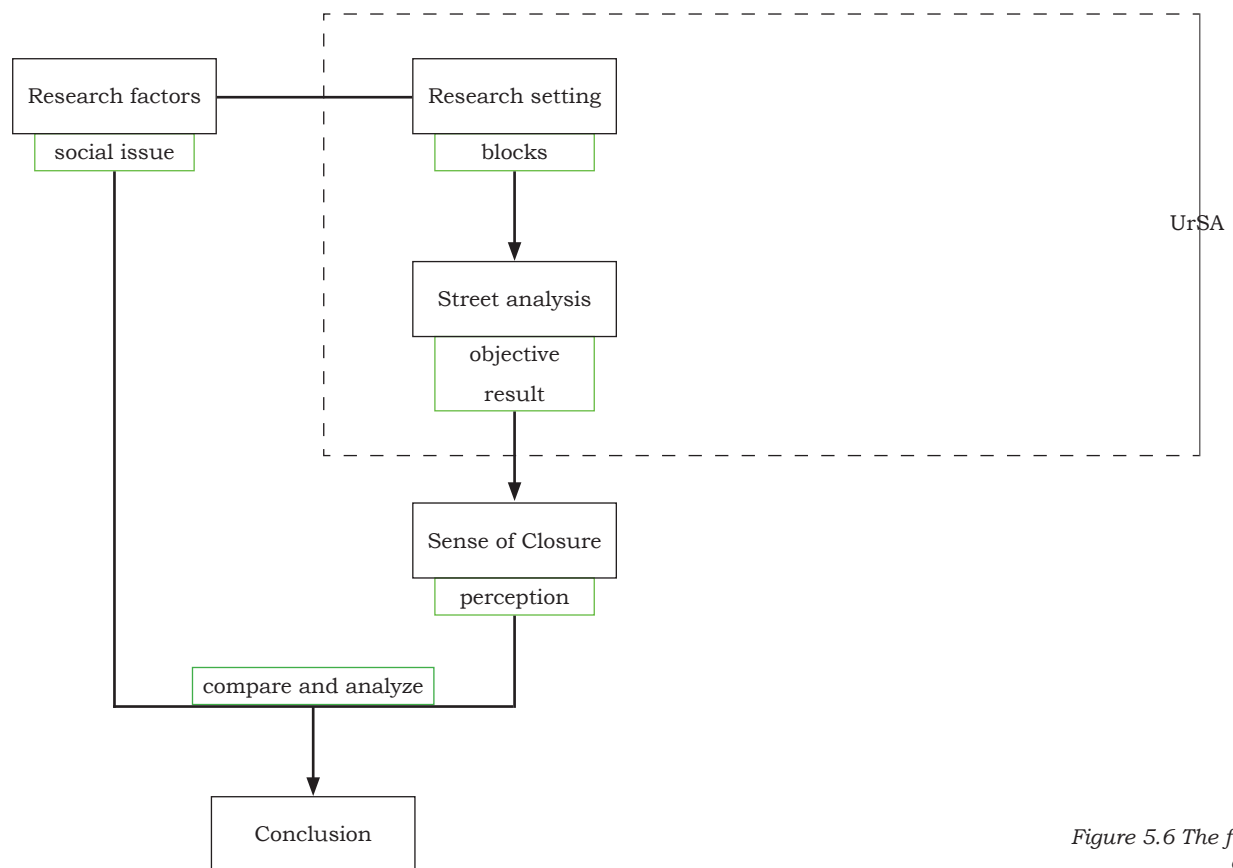 Research factors
Research setting
social issue
blocks
UrSA
Street analysis
objective
result
Sense of Closure
perception
compare and analyze
Conclusion
Figure 5.6 The